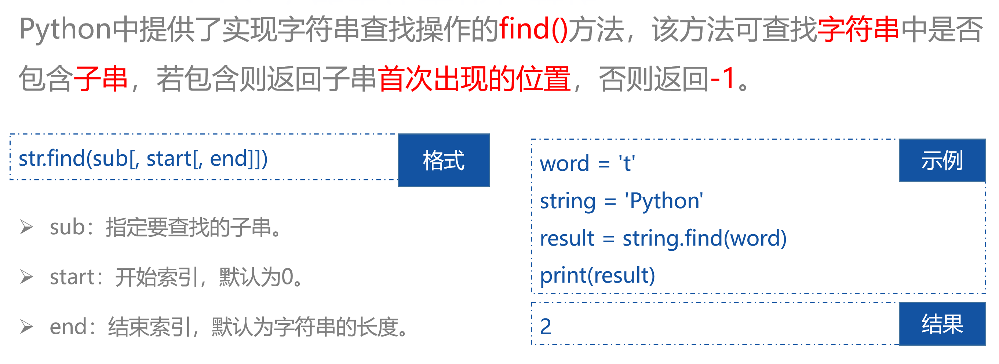 Python中提供了实现字符串查找操作的find()方法，该方法可查找字符串中是否
包含子串，若包含则返回子串首次出现的位置，否则返回-1。
str.find(sub[, start[, end]])
格式
➢ sub：指定要查找的子串。
➢ start：开始索引，默认为0。
➢ end：结束索引，默认为字符串的长度。
示例
word = 't'
string = 'Python'
result = string.find(word)
print(result)
2
结果